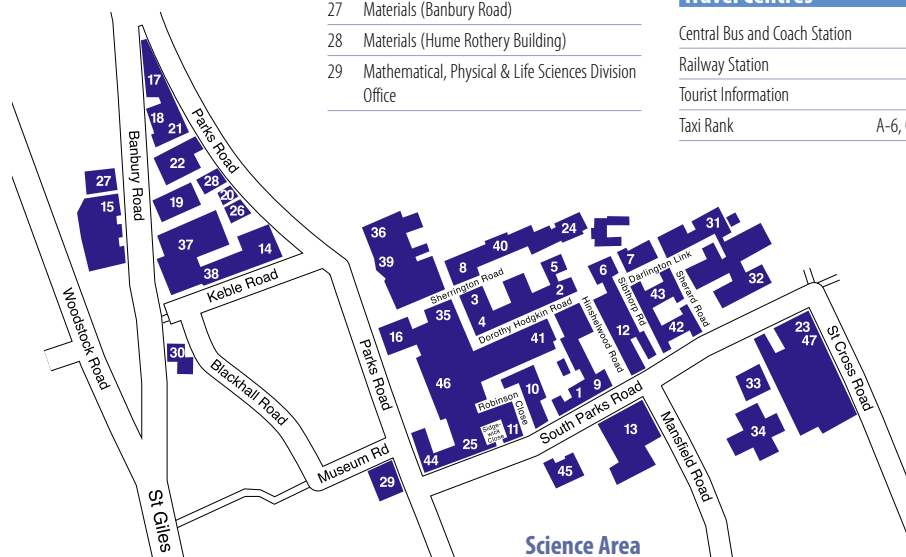 27 Materials (Banbury Road)
28 Materials (Hume Rothery Building)
29 Mathematical, Physical & Life Sciences Division
Office
Central Bus and Coach Station
Railway Station
Tourist Information
Taxi Rank A-6,
17
18
21
22
Parks Road
Banbury Road
27
15
28
20
26
19
37
14
38
Keble Road
Woodstock Road
30
Blackhall Road
Parks Road
Museum Rd
29
St Giles
36
39
40
24
8
5
Sherrington Road
3
2
35
4
Dorothy Hodgkin Road
16
41
46
10
Robinson
Close
Sidge-
wick
Close
11
25
44
1
9
6
7
31
Darlington Link
Sibthorp Rd
43
Sherard Road
32
Hinshelwood Road
12
42
South Parks Road
13
45
Mansfield Road
23
47
33
34
St Cross Road
Science Area